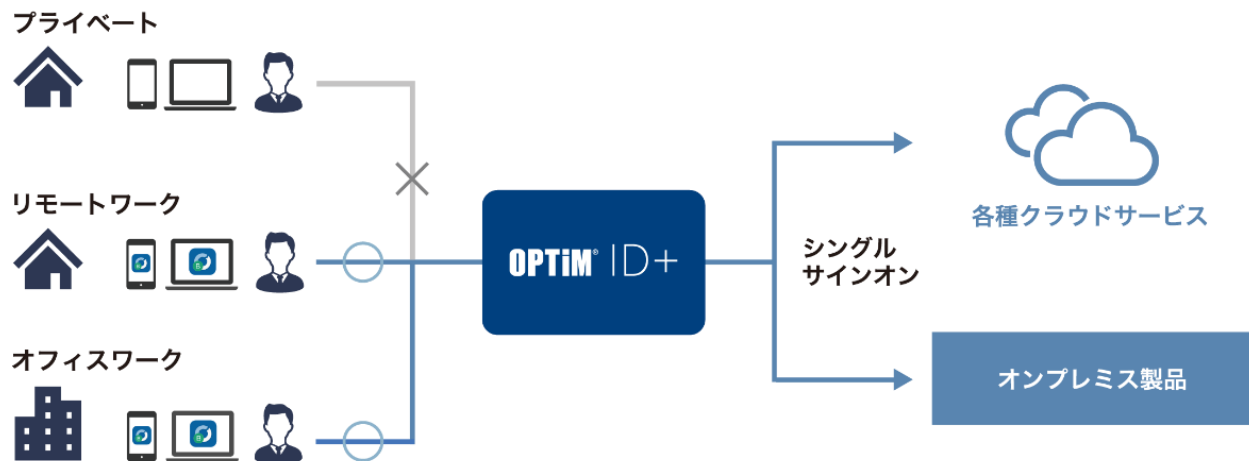 プライベート
リモートワーク
オフィスワーク
OPTiM® ID+
シングル
サインオン
各種クラウドサービス
オンプレミス製品